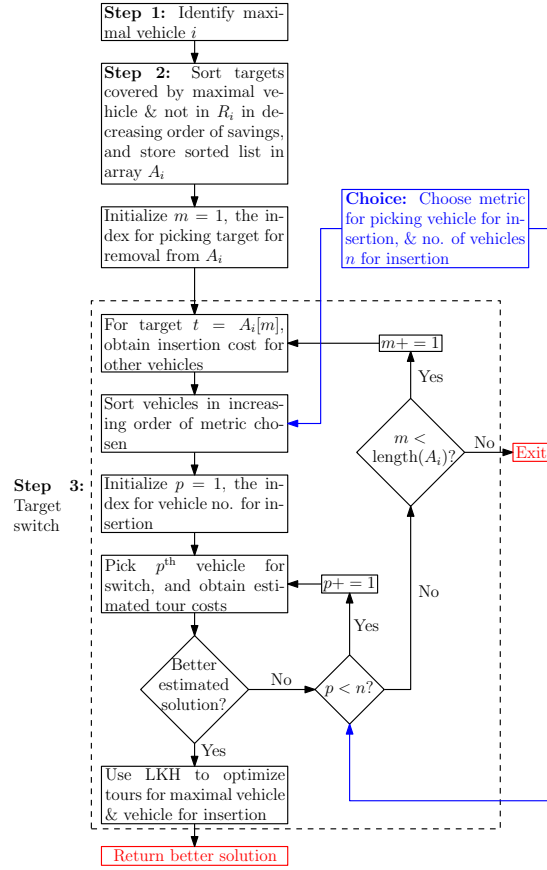 Step 1: Identify maxi-
mal vehicle i
Step 2: Sort targets
covered by maximal ve-
hicle & not in R_i in de-
creasing order of savings,
and store sorted list in
array A_i
Initialize m = 1, the in-
dex for picking target for
removal from A_i
Choice: Choose metric
for picking vehicle for in-
sertion, & no. of vehicles
n for insertion
For target t = A_i[m],
obtain insertion cost for
other vehicles
m+ = 1
Yes
Sort vehicles in increas-
ing order of metric cho-
sen
m <
length(A_i)?
No
Exit
Step 3:
Target
switch
Initialize p = 1, the in-
dex for vehicle no. for in-
sertion
Pick p^th vehicle for
switch, and obtain esti-
mated tour costs
p+ = 1
No
Yes
Better
estimated
solution?
No
p < n?
Yes
Use LKH to optimize
tours for maximal vehicle
& vehicle for insertion
Return better solution